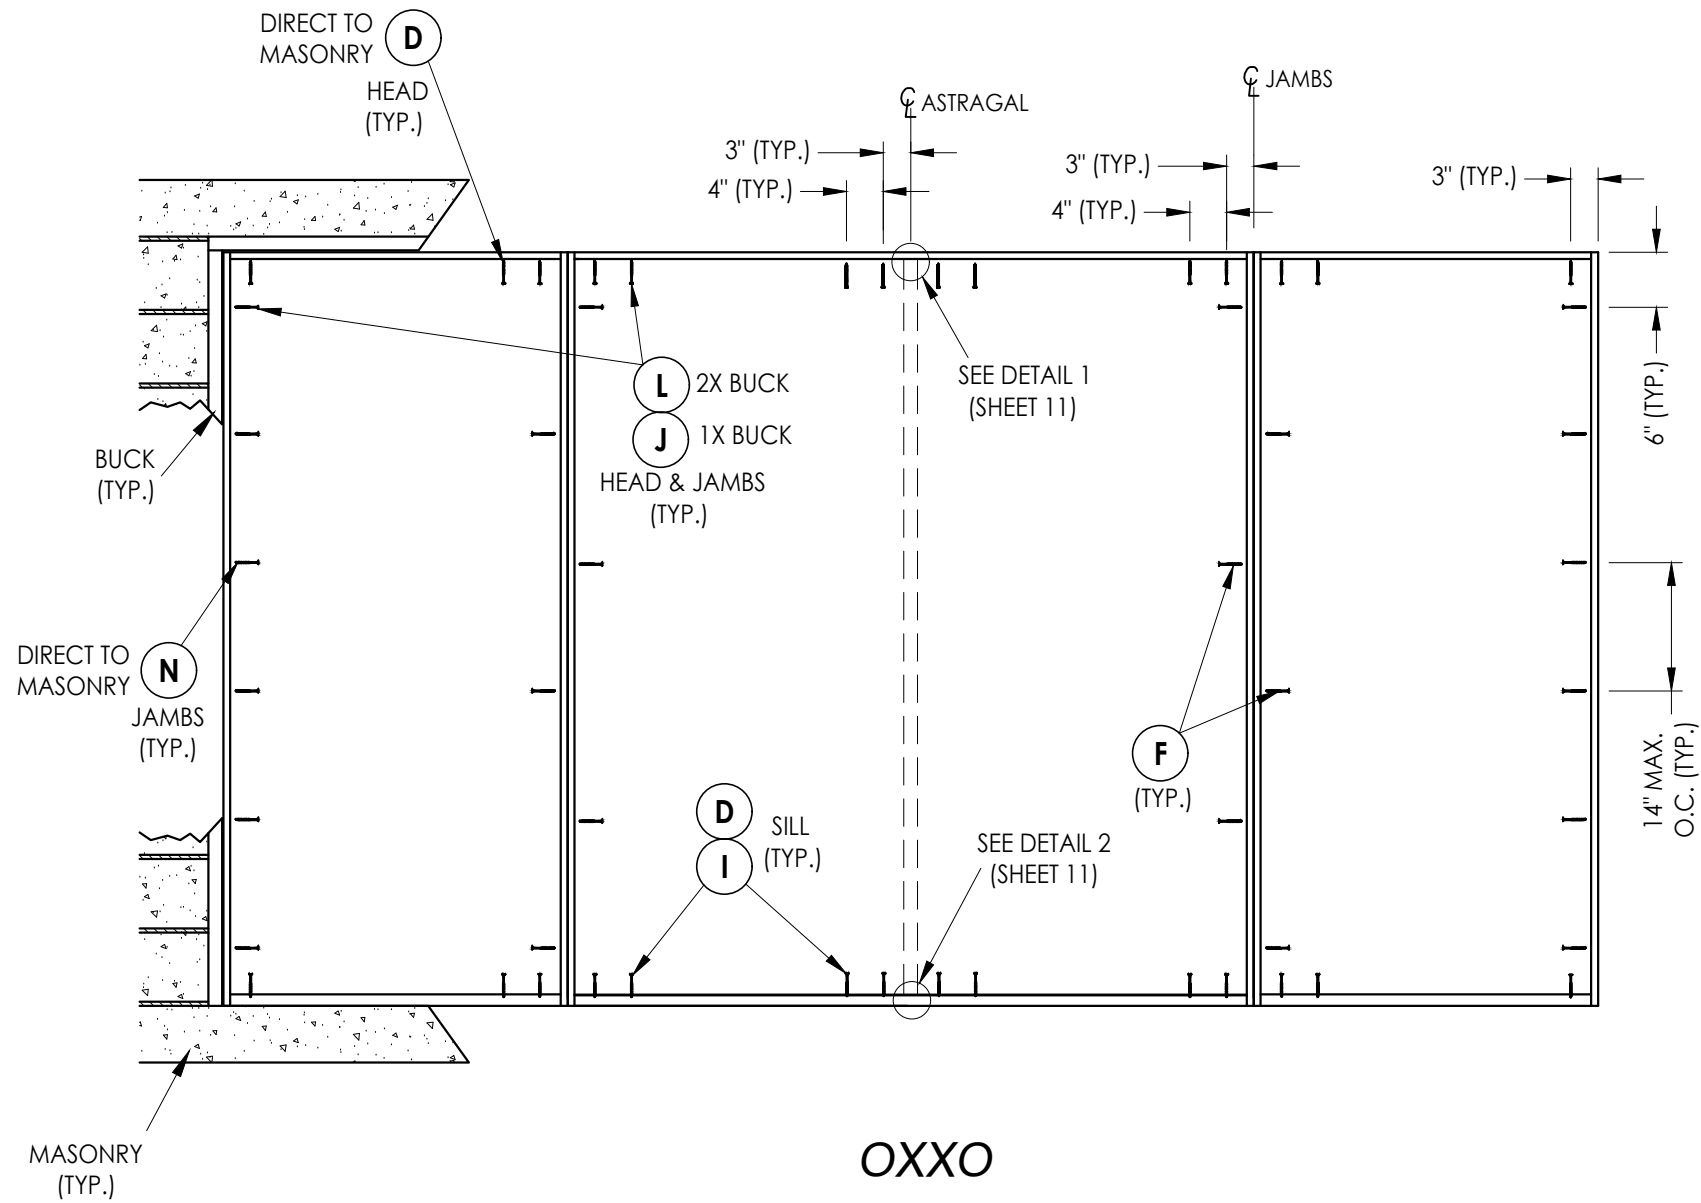 DIRECT TO
MASONRY
D
HEAD
(TYP.)
℄ ASTRAGAL
℄ JAMBS
3" (TYP.)
4" (TYP.)
3" (TYP.)
4" (TYP.)
3" (TYP.)
6" (TYP.)
L 2X BUCK
J 1X BUCK
HEAD & JAMBS
(TYP.)
SEE DETAIL 1
(SHEET 11)
BUCK
(TYP.)
DIRECT TO
MASONRY
N
JAMBS
(TYP.)
F
(TYP.)
14" MAX.
O.C. (TYP.)
D
I
SILL
(TYP.)
SEE DETAIL 2
(SHEET 11)
MASONRY
(TYP.)
OXXO